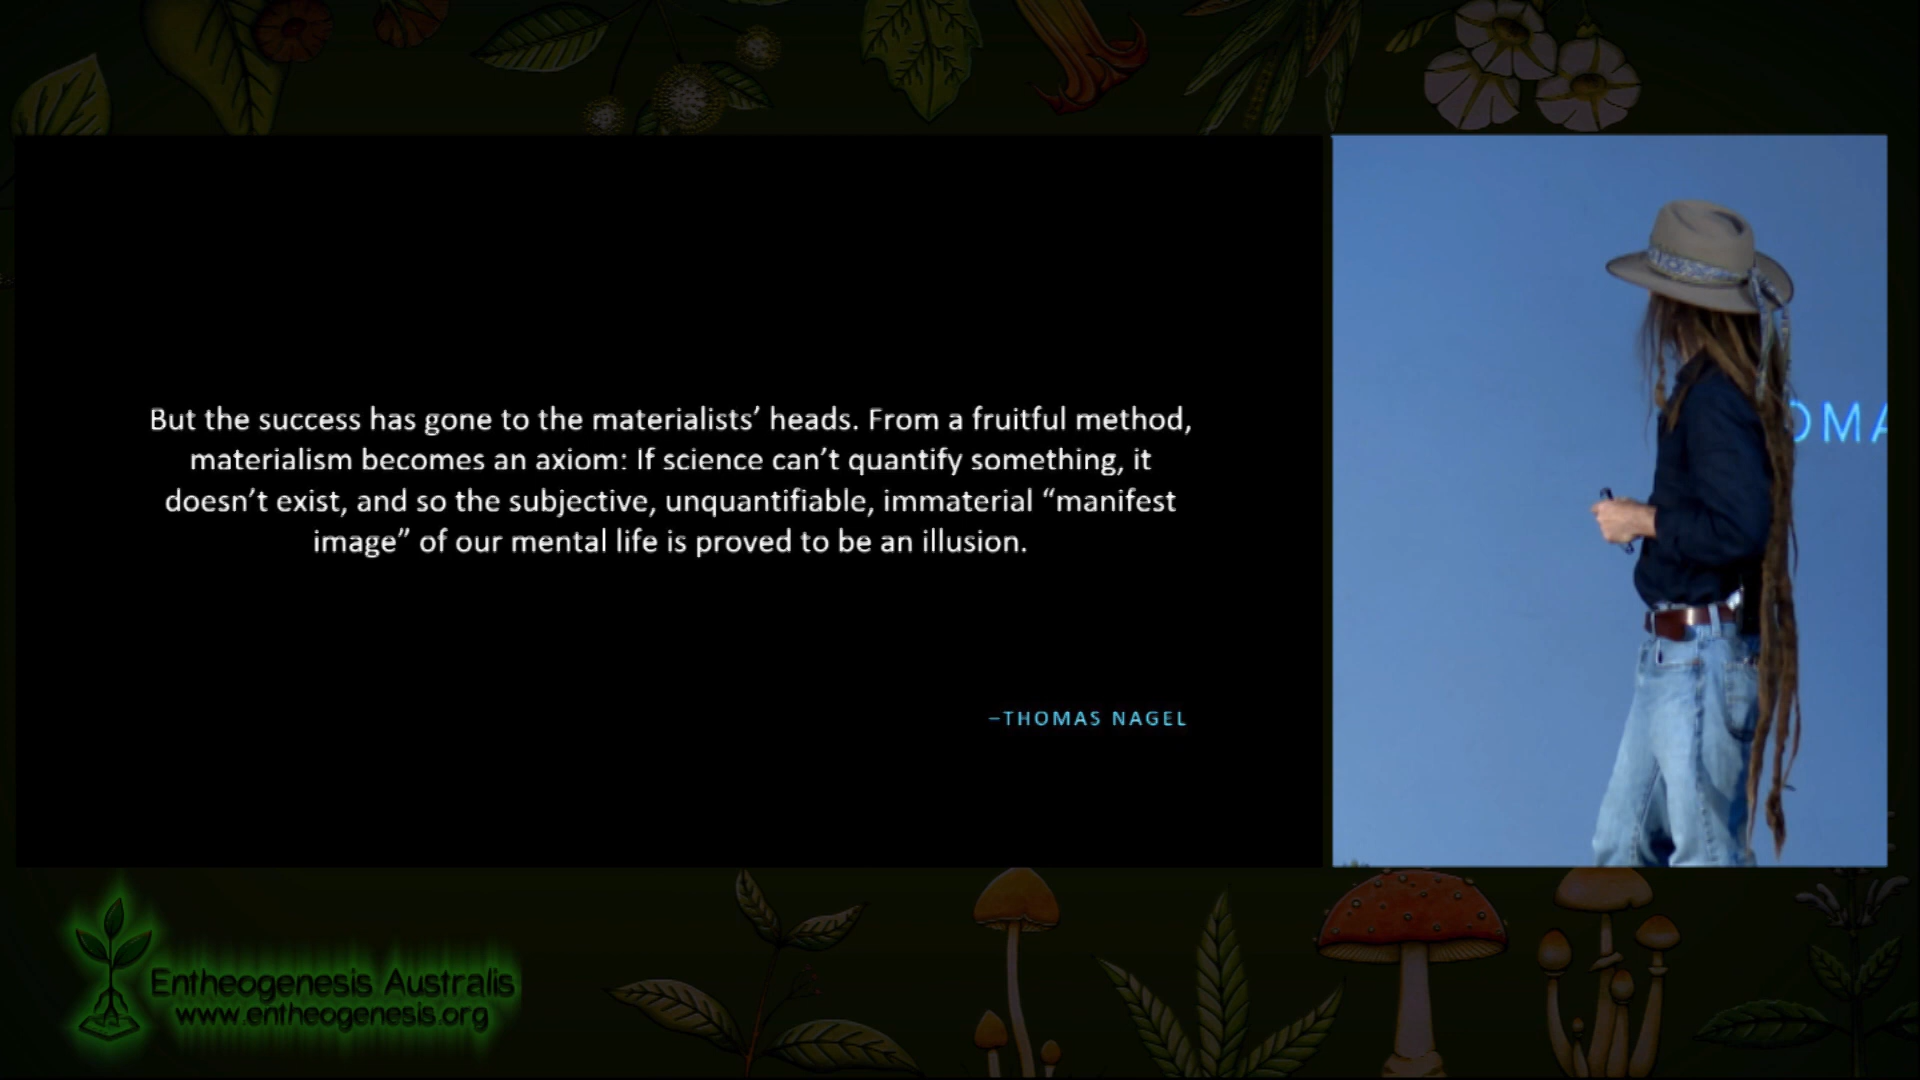 But the success has gone to the materialists’ heads. From a fruitful method,
materialism becomes an axiom: If science can’t quantify something, it
doesn’t exist, and so the subjective, unquantifiable, immaterial “manifest
image” of our mental life is proved to be an illusion.
–THOMAS NAGEL
OMA
Entheogenesis Australis
www.entheogenesis.org